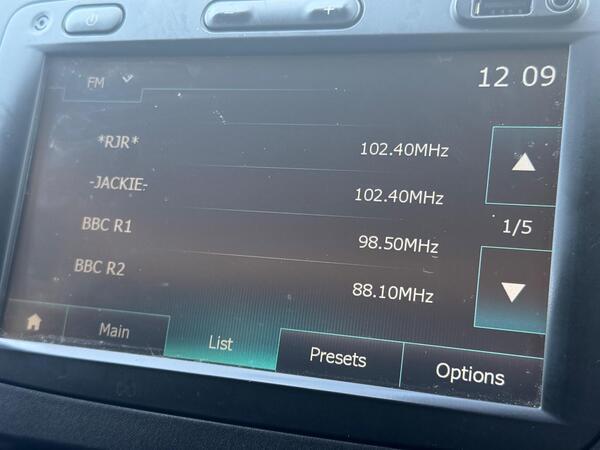 FM
12 09
*RJR* 102.40MHz
-JACKIE- 102.40MHz
1/5
BBC R1 98.50MHz
BBC R2 88.10MHz
Main List Presets Options